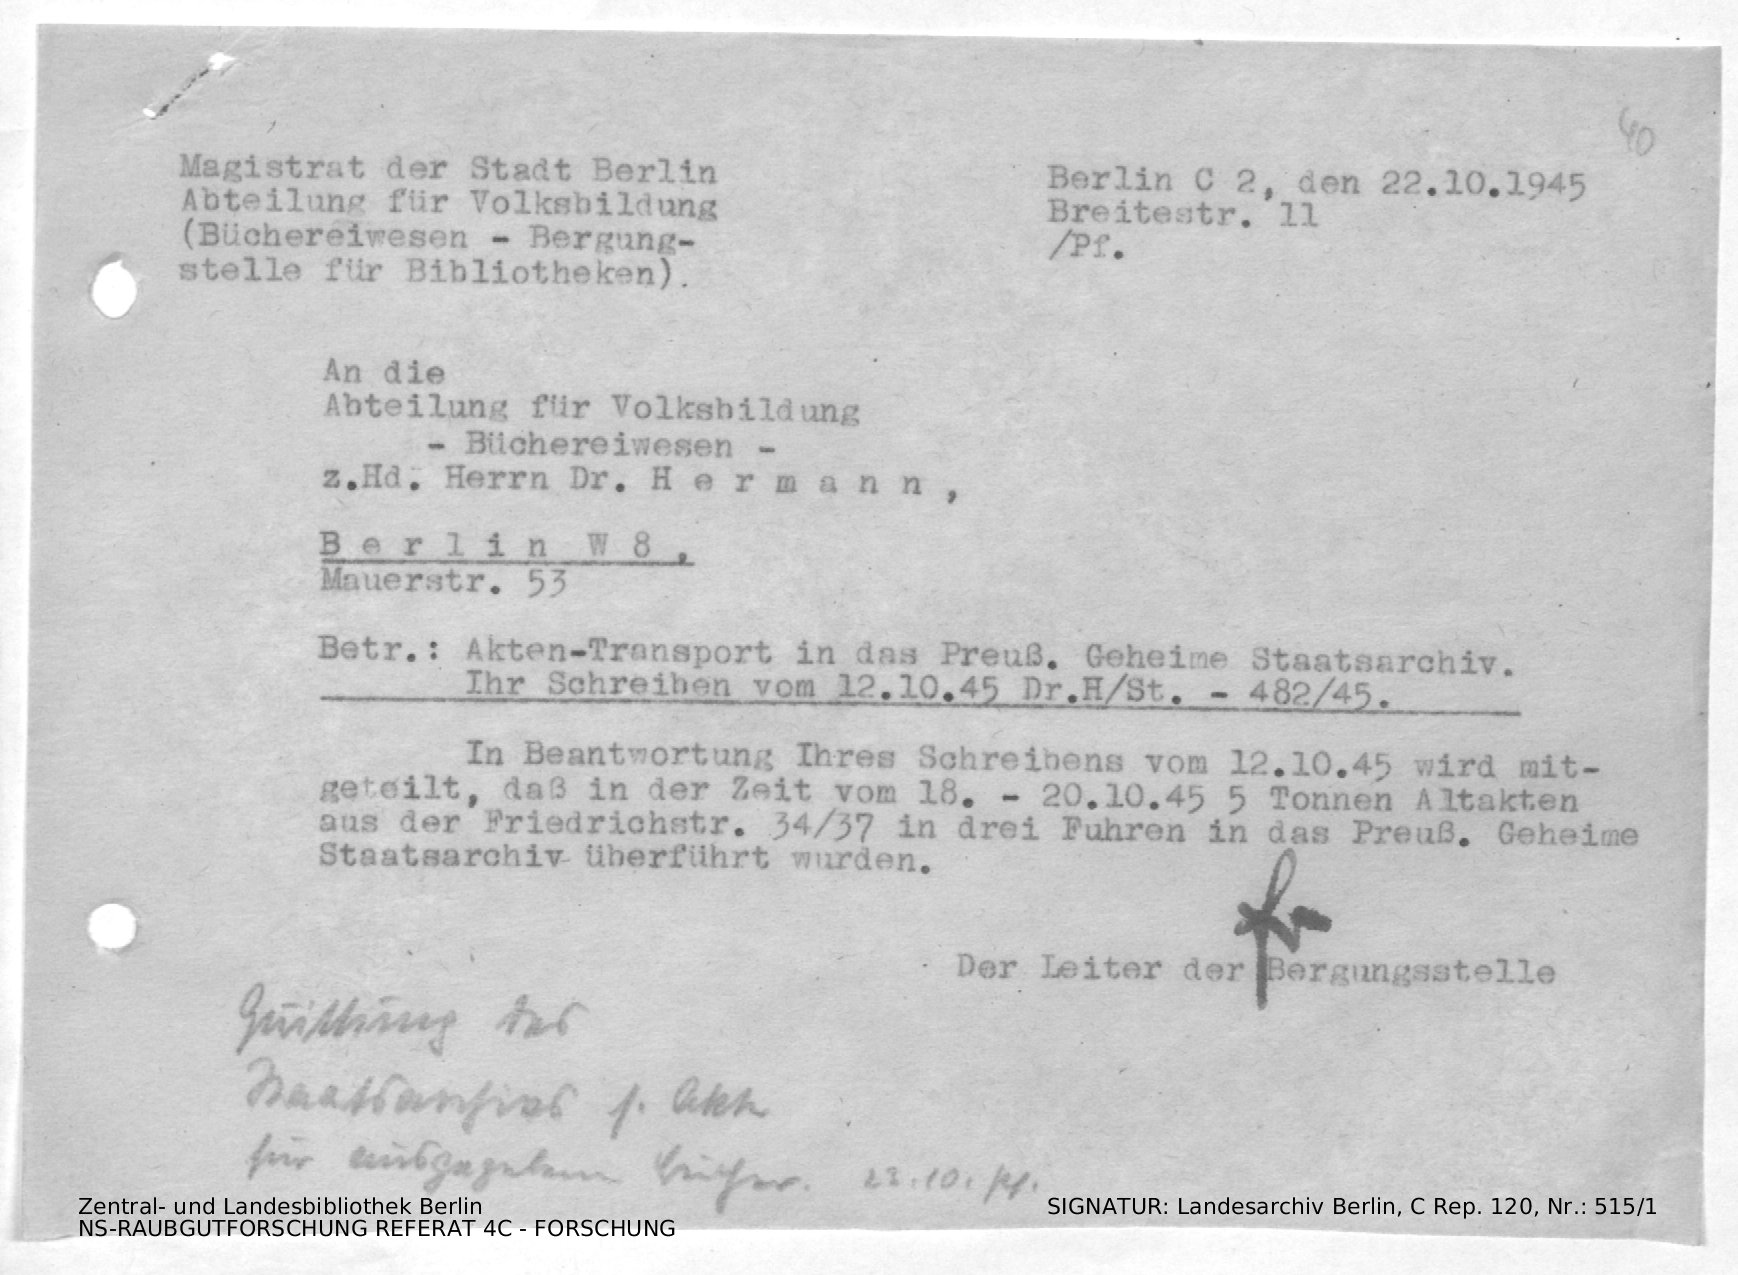 40
Magistrat der Stadt Berlin
Abteilung für Volksbildung
(Büchereiwesen - Bergung-
stelle für Bibliotheken).
Berlin C 2, den 22.10.1945
Breitestr. 11
/Pf.
An die
Abteilung für Volksbildung
- Büchereiwesen -
z.Hd. Herrn Dr. H e r m a n n ,
B e r l i n W 8 ,
Mauerstr. 53
Betr.: Akten-Transport in das Preuß. Geheime Staatsarchiv.
Ihr Schreiben vom 12.10.45 Dr.H/St. - 482/45.
In Beantwortung Ihres Schreibens vom 12.10.45 wird mit-
geteilt, daß in der Zeit vom 18. - 20.10.45 5 Tonnen Altakten
aus der Friedrichstr. 34/37 in drei Fuhren in das Preuß. Geheime
Staatsarchiv überführt wurden.
Der Leiter der Bergungsstelle
Quittung des
Staatsarchivs s. Akte
für ausgegebene Bücher. 22.10. Pf.
Zentral- und Landesbibliothek Berlin
NS-RAUBGUTFORSCHUNG REFERAT 4C - FORSCHUNG
SIGNATUR: Landesarchiv Berlin, C Rep. 120, Nr.: 515/1